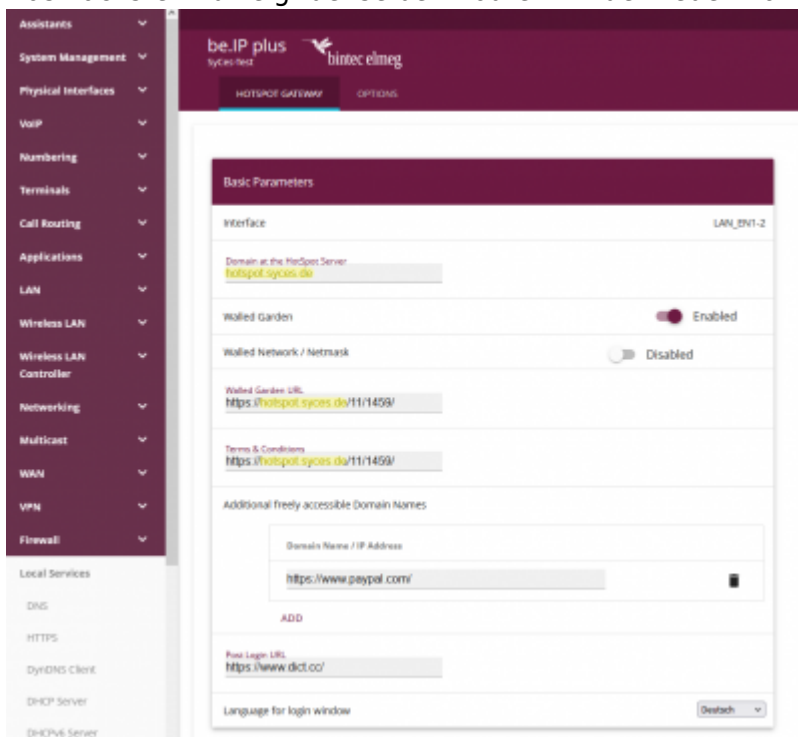 Assistants
System Management
Physical Interfaces
VoIP
Numbering
Terminals
Call Routing
Applications
LAN
Wireless LAN
Wireless LAN
Controller
Networking
Multicast
WAN
VPN
Firewall
Local Services
DNS
HTTPS
DynDNS Client
DHCP Server
DHCPv6 Server
be.IP plus
SyCes-Test
bintec elmeg
HOTSPOT GATEWAY
OPTIONS
Basic Parameters
Interface LAN_EN1-2
Domain at the HotSpot Server
hotspot.syces.de
Walled Garden Enabled
Walled Network / Netmask Disabled
Walled Garden URL
https://hotspot.syces.de/11/1459/
Terms & Conditions
https://hotspot.syces.de/11/1459/
Additional freely accessible Domain Names
Domain Name / IP Address
https://www.paypal.com/
ADD
Post Login URL
https://www.dict.cc/
Language for login window Deutsch